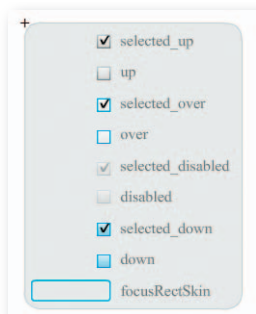 selected_up
up
selected_over
over
selected_disabled
disabled
selected_down
down
focusRectSkin